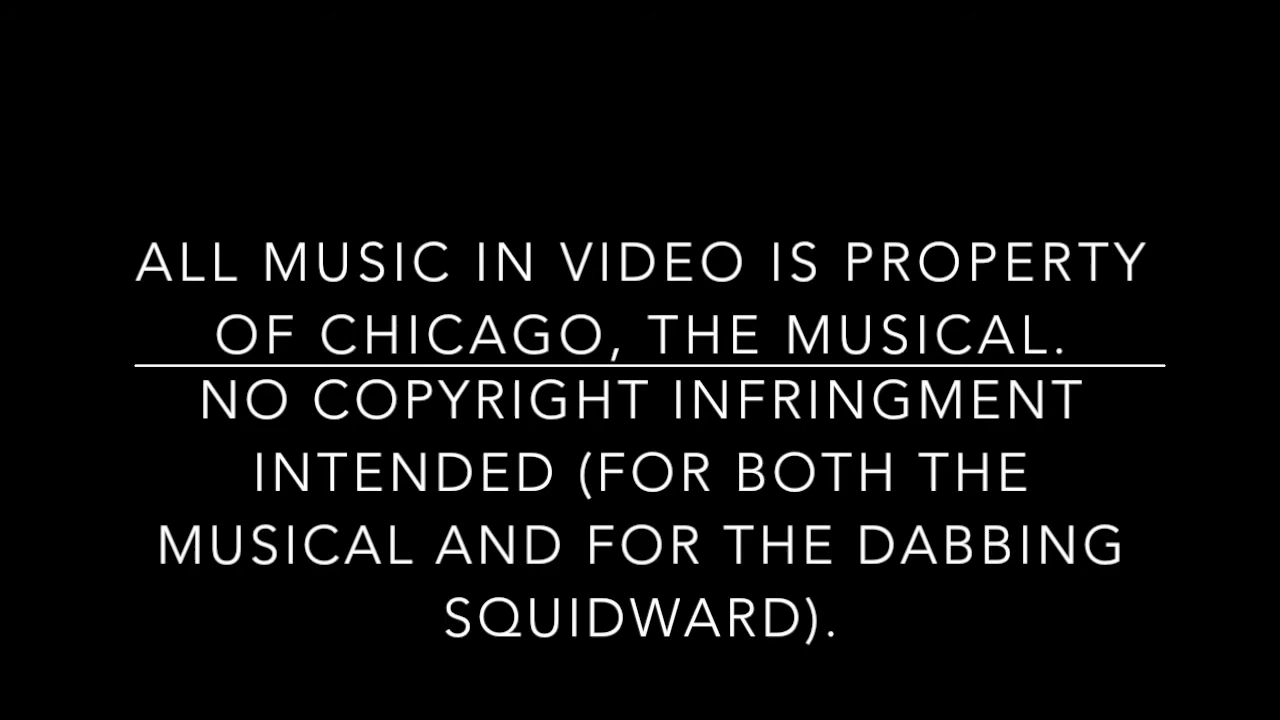 ALL MUSIC IN VIDEO IS PROPERTY
OF CHICAGO, THE MUSICAL.
NO COPYRIGHT INFRINGMENT
INTENDED (FOR BOTH THE
MUSICAL AND FOR THE DABBING
SQUIDWARD).